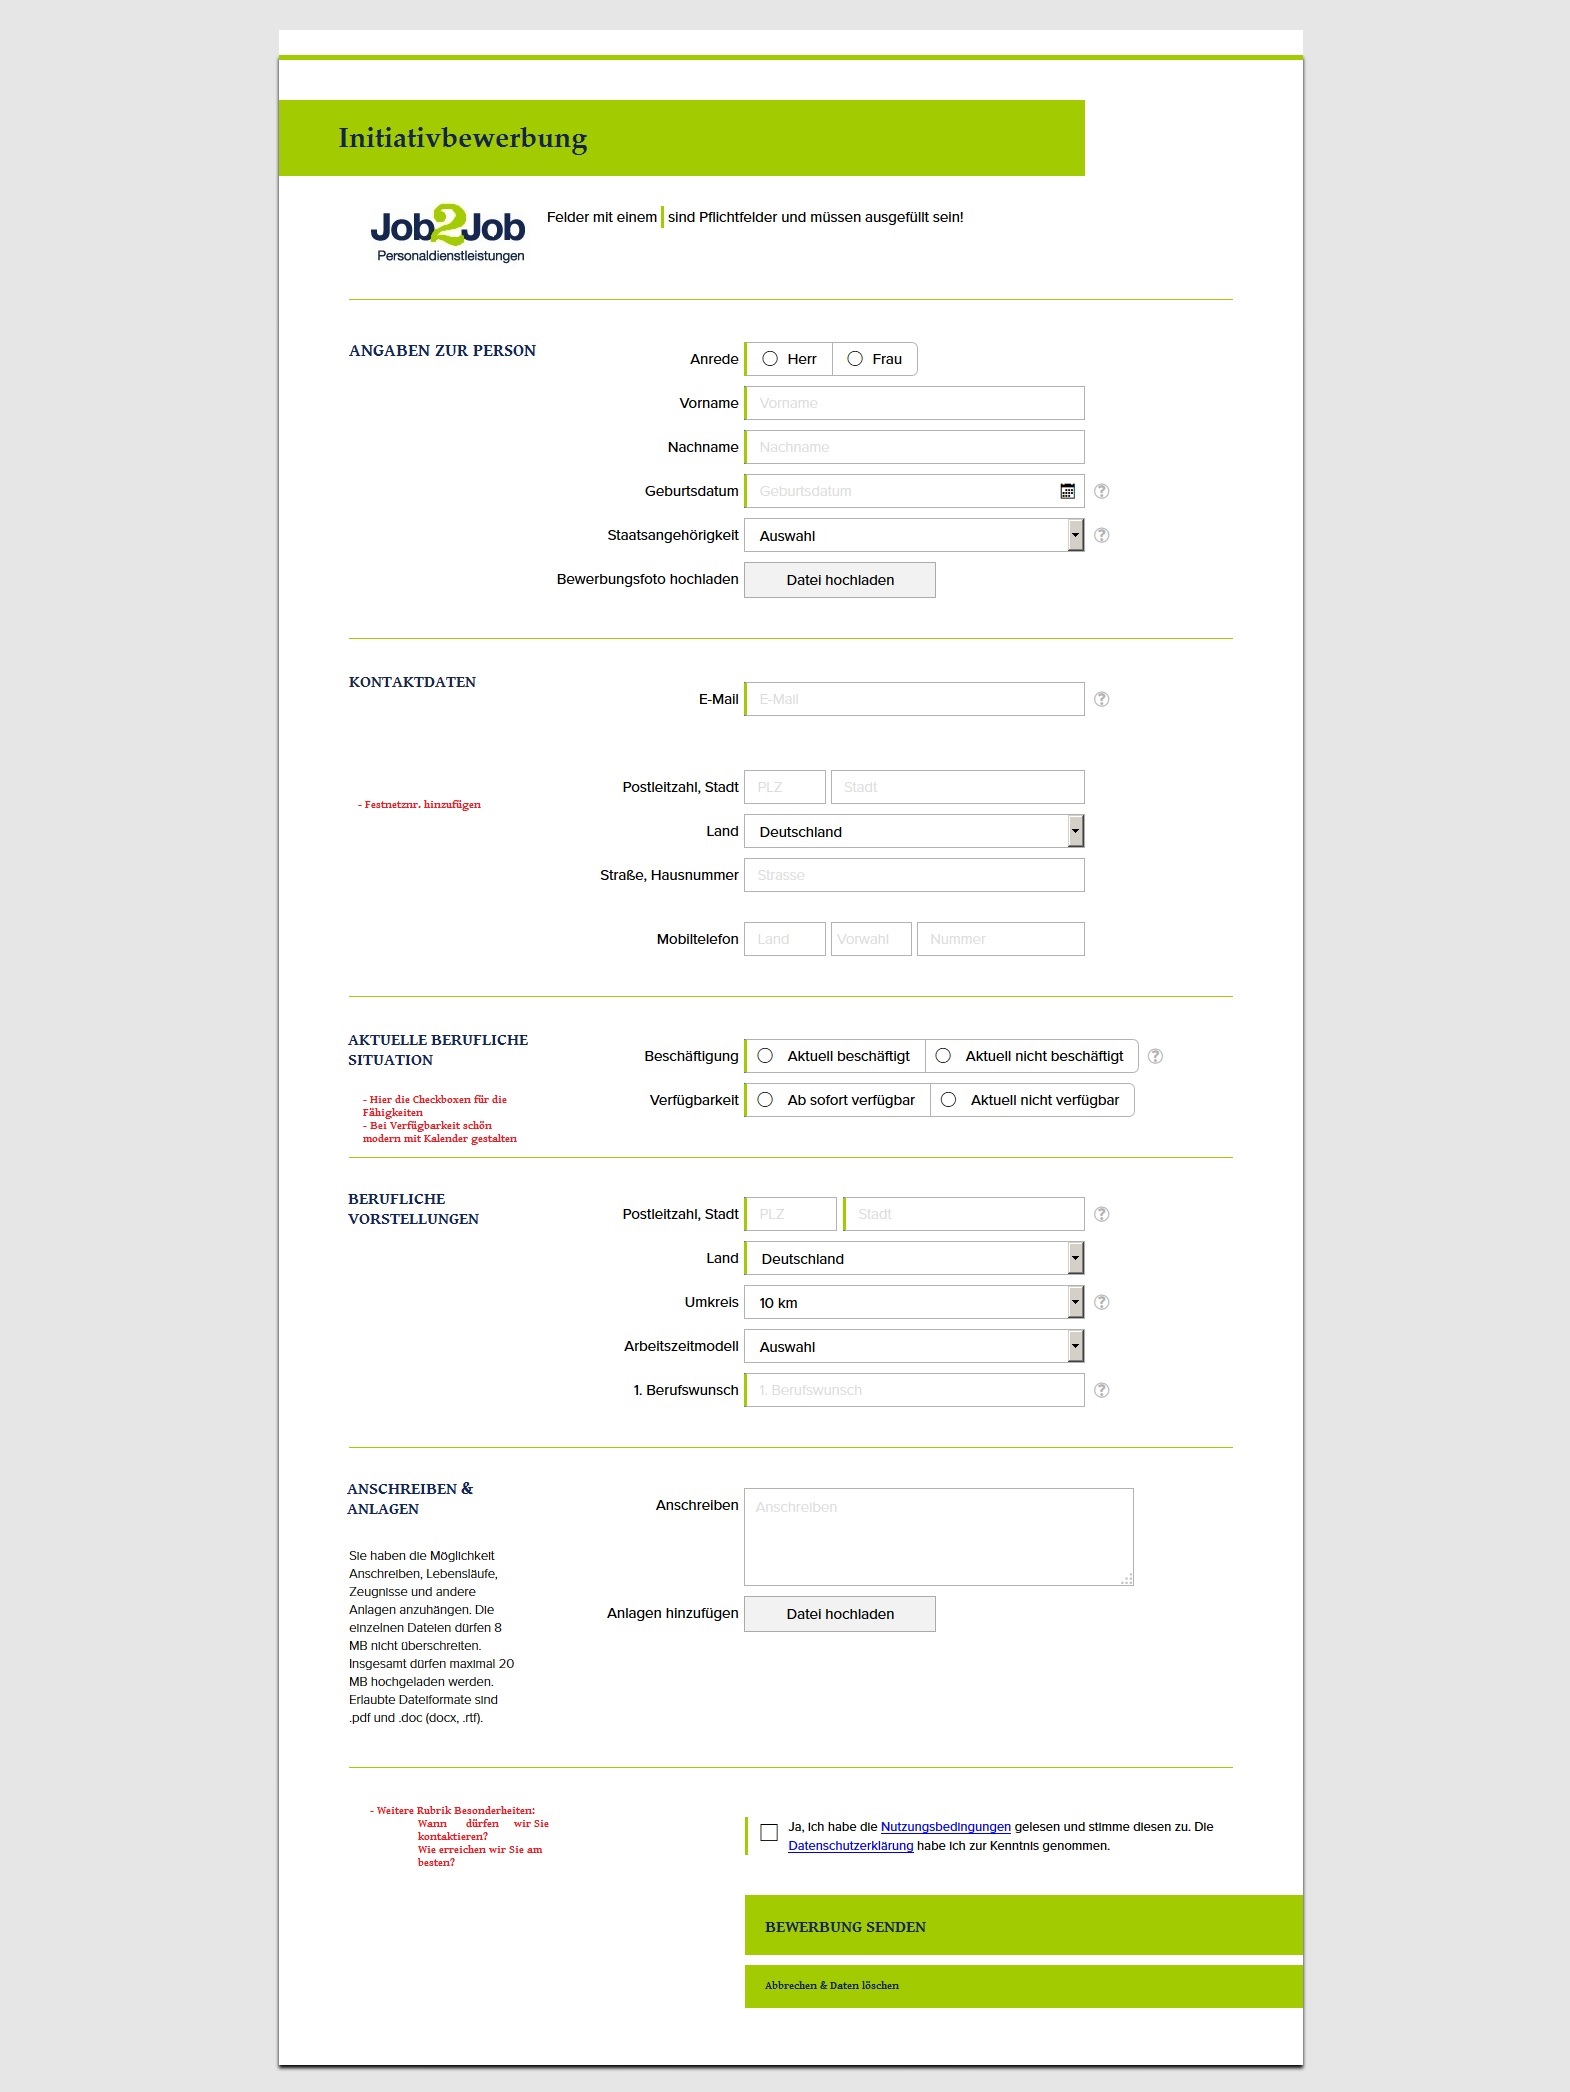 Initiativbewerbung
Job2Job
Personaldienstleistungen
Felder mit einem sind Pflichtfelder und müssen ausgefüllt sein!
ANGABEN ZUR PERSON
Anrede Herr Frau
Vorname Vorname
Nachname Nachname
Geburtsdatum Geburtsdatum ?
Staatsangehörigkeit Auswahl ?
Bewerbungsfoto hochladen Datei hochladen
KONTAKTDATEN
E-Mail E-Mail ?
Postleitzahl, Stadt PLZ Stadt
- Festnetznr. hinzufügen
Land Deutschland
Straße, Hausnummer Strasse
Mobiltelefon Land Vorwahl Nummer
AKTUELLE BERUFLICHE
SITUATION
Beschäftigung Aktuell beschäftigt Aktuell nicht beschäftigt ?
Verfügbarkeit Ab sofort verfügbar Aktuell nicht verfügbar
- Hier die Checkboxen für die
Fähigkeiten
- Bei Verfügbarkeit schön
modern mit Kalender gestalten
BERUFLICHE
VORSTELLUNGEN
Postleitzahl, Stadt PLZ Stadt ?
Land Deutschland
Umkreis 10 km ?
Arbeitszeitmodell Auswahl
1. Berufswunsch 1. Berufswunsch ?
ANSCHREIBEN &
ANLAGEN
Anschreiben Anschreiben
Sie haben die Möglichkeit
Anschreiben, Lebensläufe,
Zeugnisse und andere
Anlagen anzuhängen. Die
einzelnen Dateien dürfen 8
MB nicht überschreiten.
Insgesamt dürfen maximal 20
MB hochgeladen werden.
Erlaubte Dateiformate sind
.pdf und .doc (docx, .rtf).
Anlagen hinzufügen Datei hochladen
- Weitere Rubrik Besonderheiten:
Wann dürfen wir Sie
kontaktieren?
Wie erreichen wir Sie am
besten?
Ja, ich habe die Nutzungsbedingungen gelesen und stimme diesen zu. Die
Datenschutzerklärung habe ich zur Kenntnis genommen.
BEWERBUNG SENDEN
Abbrechen & Daten löschen